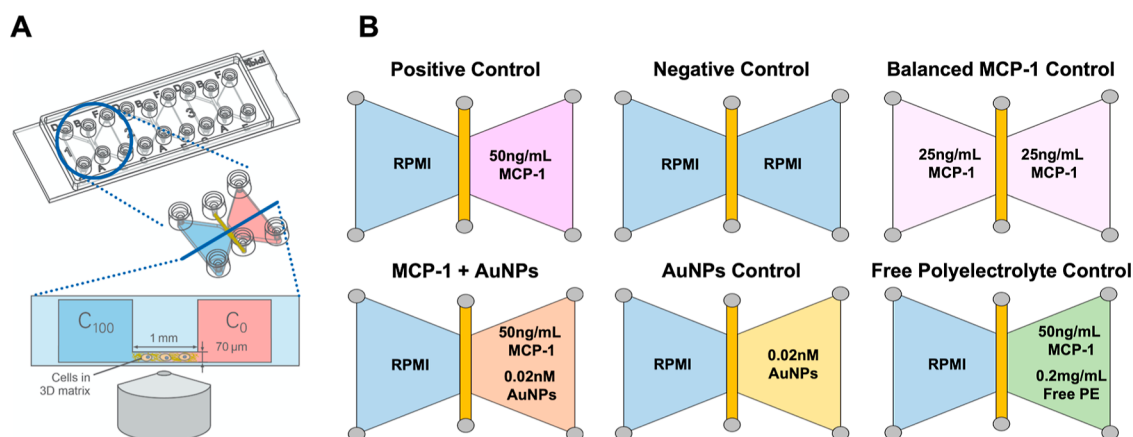 A
B
ibidi
Positive Control
Negative Control
Balanced MCP-1 Control
RPMI
50ng/mL
MCP-1
RPMI
RPMI
25ng/mL
MCP-1
25ng/mL
MCP-1
C100
C0
1 mm
70 μm
Cells in
3D matrix
MCP-1 + AuNPs
AuNPs Control
Free Polyelectrolyte Control
RPMI
50ng/mL
MCP-1
0.02nM
AuNPs
RPMI
0.02nM
AuNPs
RPMI
50ng/mL
MCP-1
0.2mg/mL
Free PE